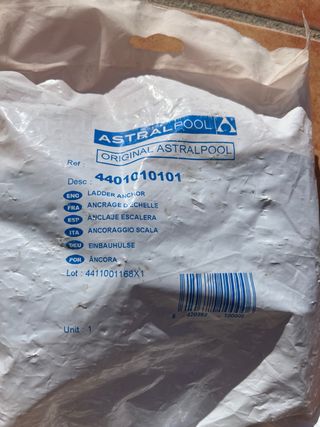 ASTRALPOOL
ORIGINAL ASTRALPOOL
Ref
Desc : 4401010101
ENG LADDER ANCHOR
FRA ANCRAGE D'ECHELLE
ESP ANCLAJE ESCALERA
ITA ANCORAGGIO SCALA
DEU EINBAUHULSE
POR ÂNCORA
Lot : 4411001168X1
Unit : 1